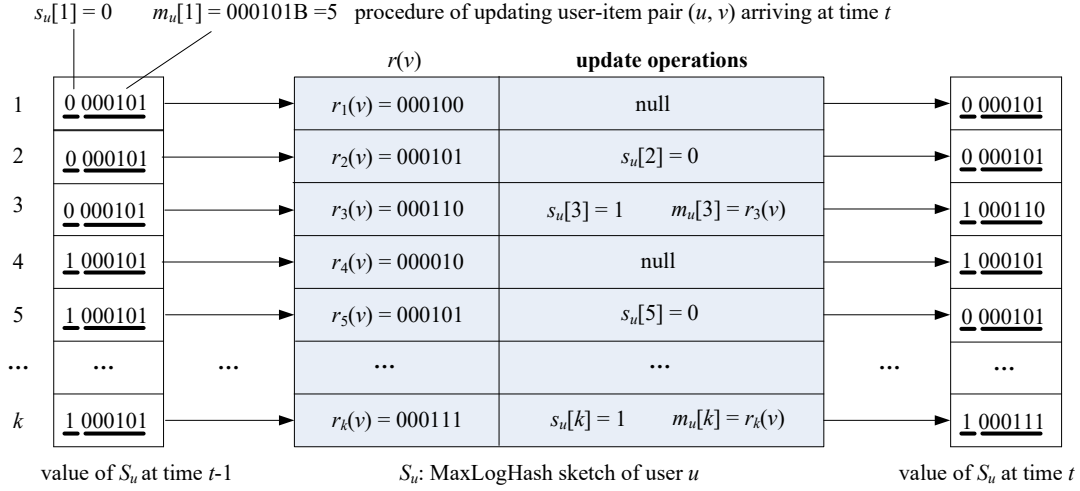 s_u[1] = 0 m_u[1] = 000101B =5 procedure of updating user-item pair (u, v) arriving at time t
r(v) update operations
1 0 000101 r_1(v) = 000100 null 0 000101
2 0 000101 r_2(v) = 000101 s_u[2] = 0 0 000101
3 0 000101 r_3(v) = 000110 s_u[3] = 1 m_u[3] = r_3(v) 1 000110
4 1 000101 r_4(v) = 000010 null 1 000101
5 1 000101 r_5(v) = 000101 s_u[5] = 0 0 000101
... ... ... ... ... ... ...
k 1 000101 r_k(v) = 000111 s_u[k] = 1 m_u[k] = r_k(v) 1 000111
value of S_u at time t-1 S_u: MaxLogHash sketch of user u value of S_u at time t